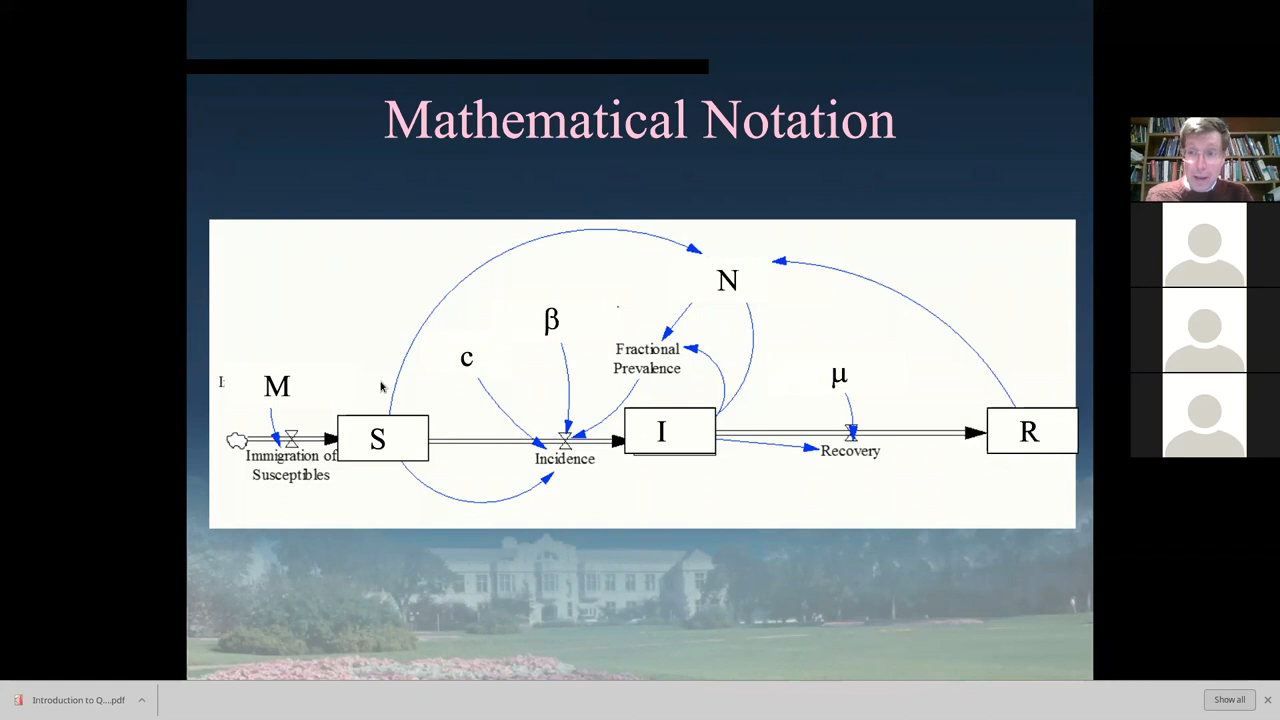 Mathematical Notation
N
β
c
Fractional
Prevalence
μ
M
S
I
R
Immigration of
Susceptibles
Incidence
Recovery
Introduction to Q....pdf
Show all